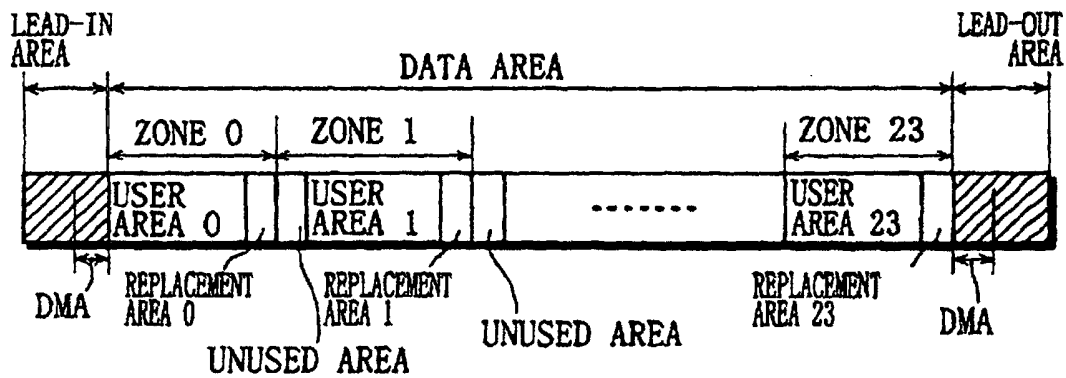 LEAD-IN
AREA
LEAD-OUT
AREA
DATA AREA
ZONE 0
ZONE 1
ZONE 23
USER
AREA 0
USER
AREA 1
USER
AREA 23
DMA
REPLACEMENT
AREA 0
REPLACEMENT
AREA 1
REPLACEMENT
AREA 23
DMA
UNUSED AREA
UNUSED AREA